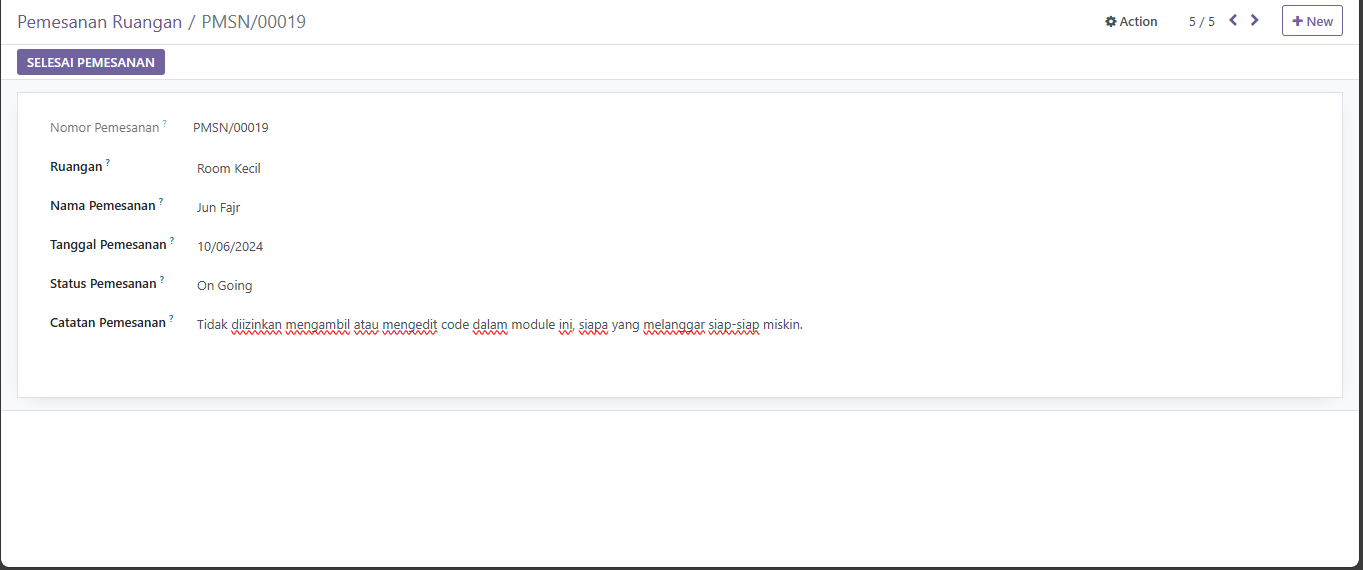 Pemesanan Ruangan / PMSN/00019
Action 5 / 5 New
SELESAI PEMESANAN
Nomor Pemesanan ? PMSN/00019
Ruangan ? Room Kecil
Nama Pemesanan ? Jun Fajr
Tanggal Pemesanan ? 10/06/2024
Status Pemesanan ? On Going
Catatan Pemesanan ? Tidak diizinkan mengambil atau mengedit code dalam module ini, siapa yang melanggar siap-siap miskin.